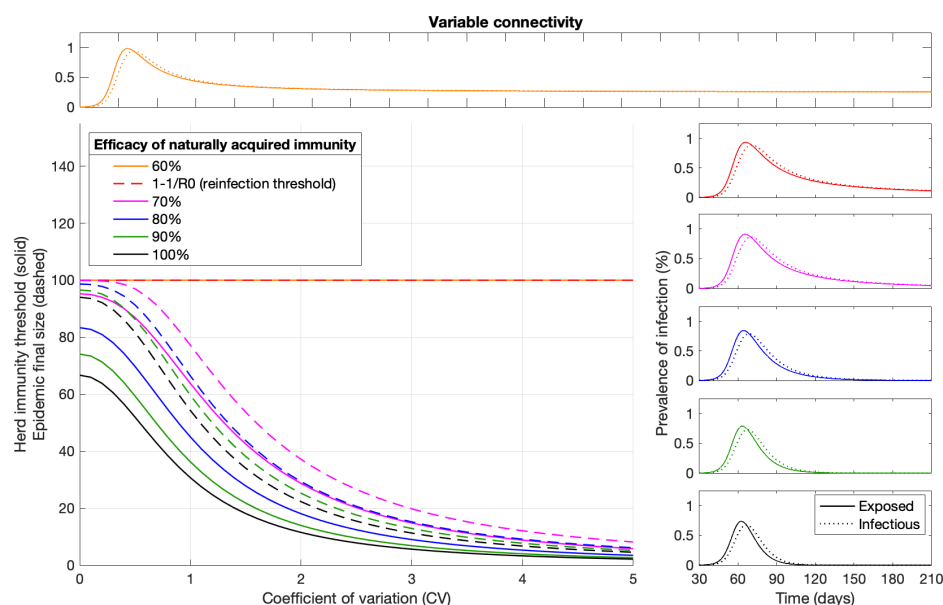 Variable connectivity
1
0.5
0
Efficacy of naturally acquired immunity
60%
1-1/R0 (reinfection threshold)
70%
80%
90%
100%
Herd immunity threshold (solid)
Epidemic final size (dashed)
140
120
100
80
60
40
20
0
0 1 2 3 4 5
Coefficient of variation (CV)
Prevalence of infection (%)
1
0.5
0
1
0.5
0
1
0.5
0
1
0.5
0
1
0.5
0
Exposed
Infectious
30 60 90 120 150 180 210
Time (days)